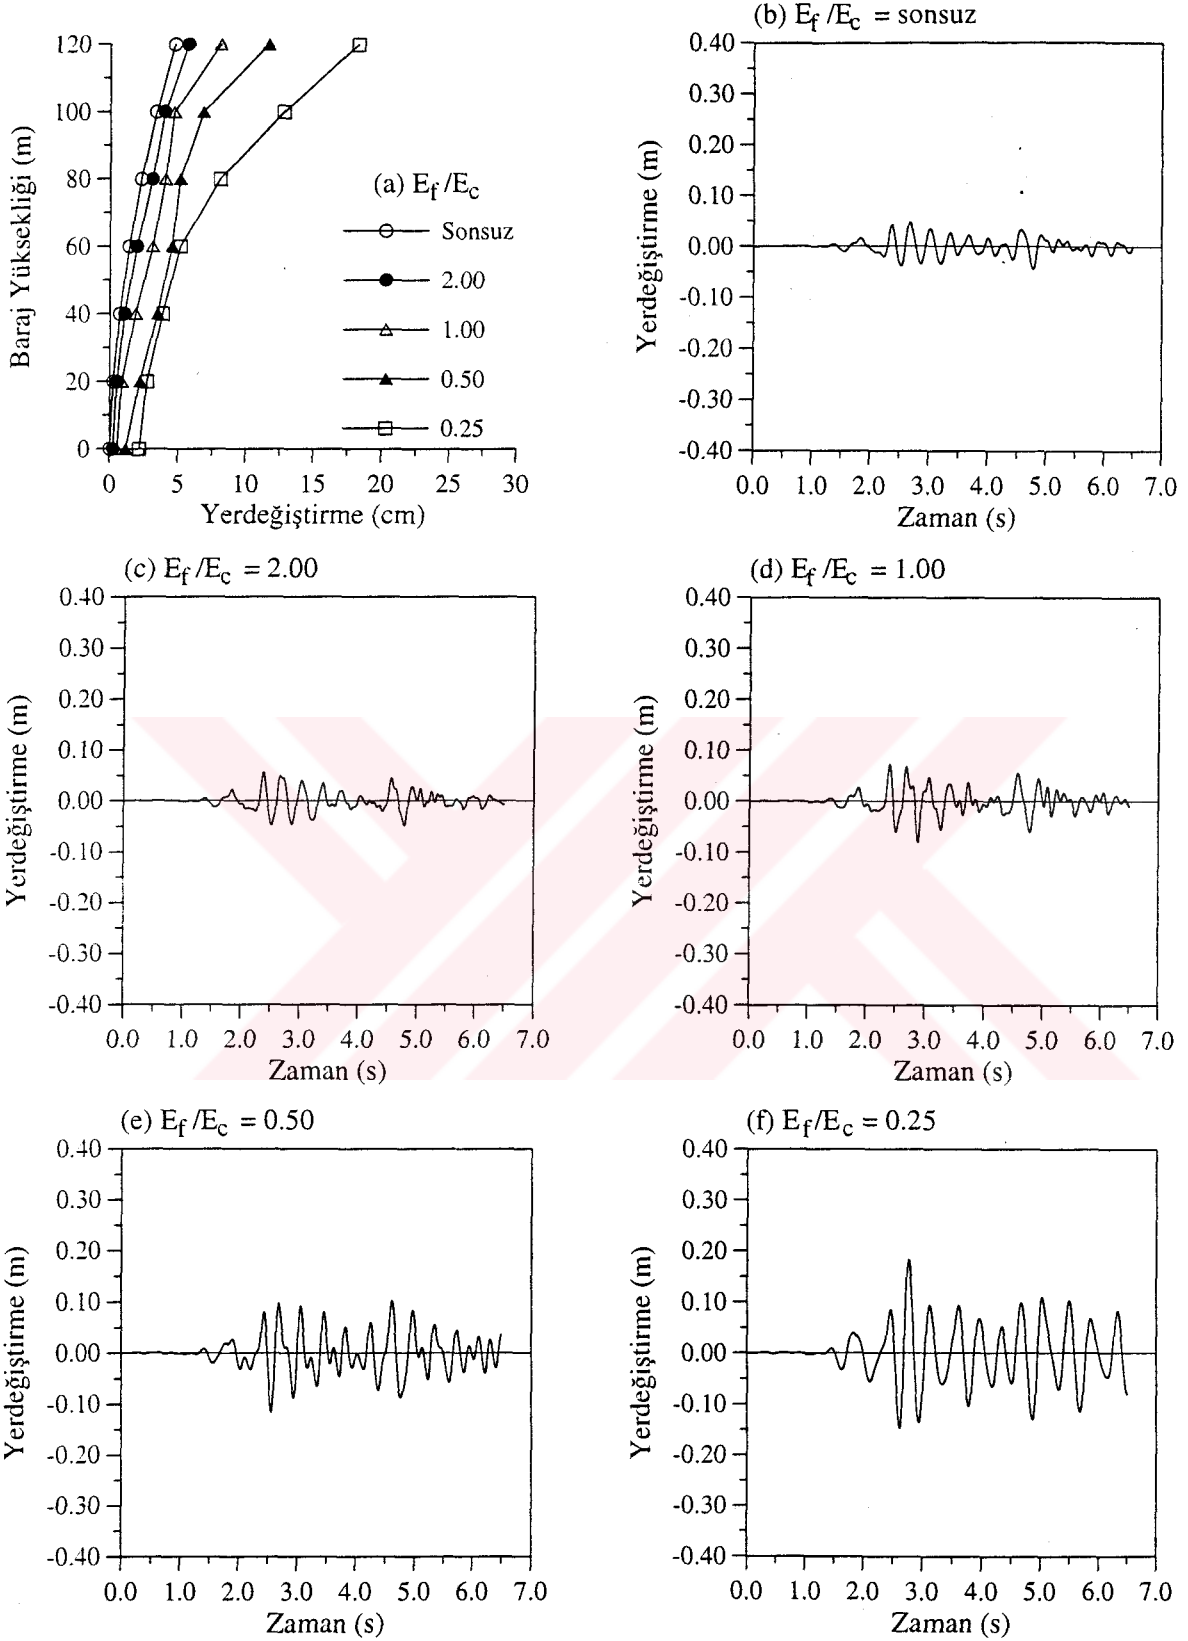 (b) Ef /Ec = sonsuz
120
100
80
60
40
20
0
Baraj Yüksekliği (m)
(a) Ef /Ec
Sonsuz
2.00
1.00
0.50
0.25
0 5 10 15 20 25 30
Yerdeğiştirme (cm)
0.40
0.30
0.20
0.10
0.00
-0.10
-0.20
-0.30
-0.40
Yerdeğiştirme (m)
0.0 1.0 2.0 3.0 4.0 5.0 6.0 7.0
Zaman (s)
(c) Ef /Ec = 2.00
0.40
0.30
0.20
0.10
0.00
-0.10
-0.20
-0.30
-0.40
Yerdeğiştirme (m)
0.0 1.0 2.0 3.0 4.0 5.0 6.0 7.0
Zaman (s)
(d) Ef /Ec = 1.00
0.40
0.30
0.20
0.10
0.00
-0.10
-0.20
-0.30
-0.40
Yerdeğiştirme (m)
0.0 1.0 2.0 3.0 4.0 5.0 6.0 7.0
Zaman (s)
(e) Ef /Ec = 0.50
0.40
0.30
0.20
0.10
0.00
-0.10
-0.20
-0.30
-0.40
Yerdeğiştirme (m)
0.0 1.0 2.0 3.0 4.0 5.0 6.0 7.0
Zaman (s)
(f) Ef/Ec = 0.25
0.40
0.30
0.20
0.10
0.00
-0.10
-0.20
-0.30
-0.40
Yerdeğiştirme (m)
0.0 1.0 2.0 3.0 4.0 5.0 6.0 7.0
Zaman (s)